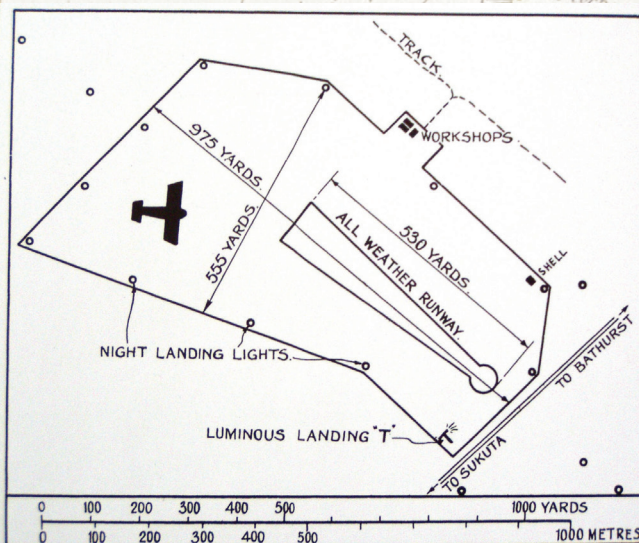 TRACK
WORKSHOPS
975 YARDS.
555 YARDS.
530 YARDS.
ALL WEATHER RUNWAY.
SHELL
NIGHT LANDING LIGHTS.
LUMINOUS LANDING "T"
TO BATHURST
TO SUKUTA
0 100 200 300 400 500 1000 YARDS
0 100 200 300 400 500 1000 METRES